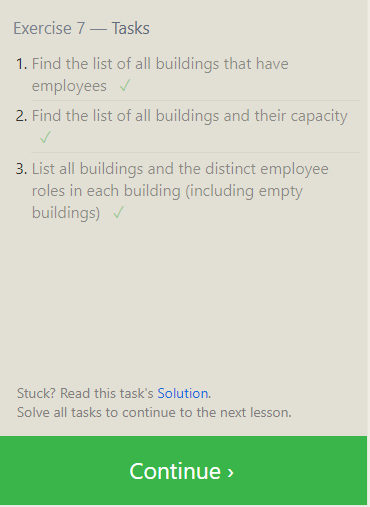 Exercise 7 — Tasks
1. Find the list of all buildings that have
employees ✓
2. Find the list of all buildings and their capacity
✓
3. List all buildings and the distinct employee
roles in each building (including empty
buildings) ✓
Stuck? Read this task's Solution.
Solve all tasks to continue to the next lesson.
Continue ›